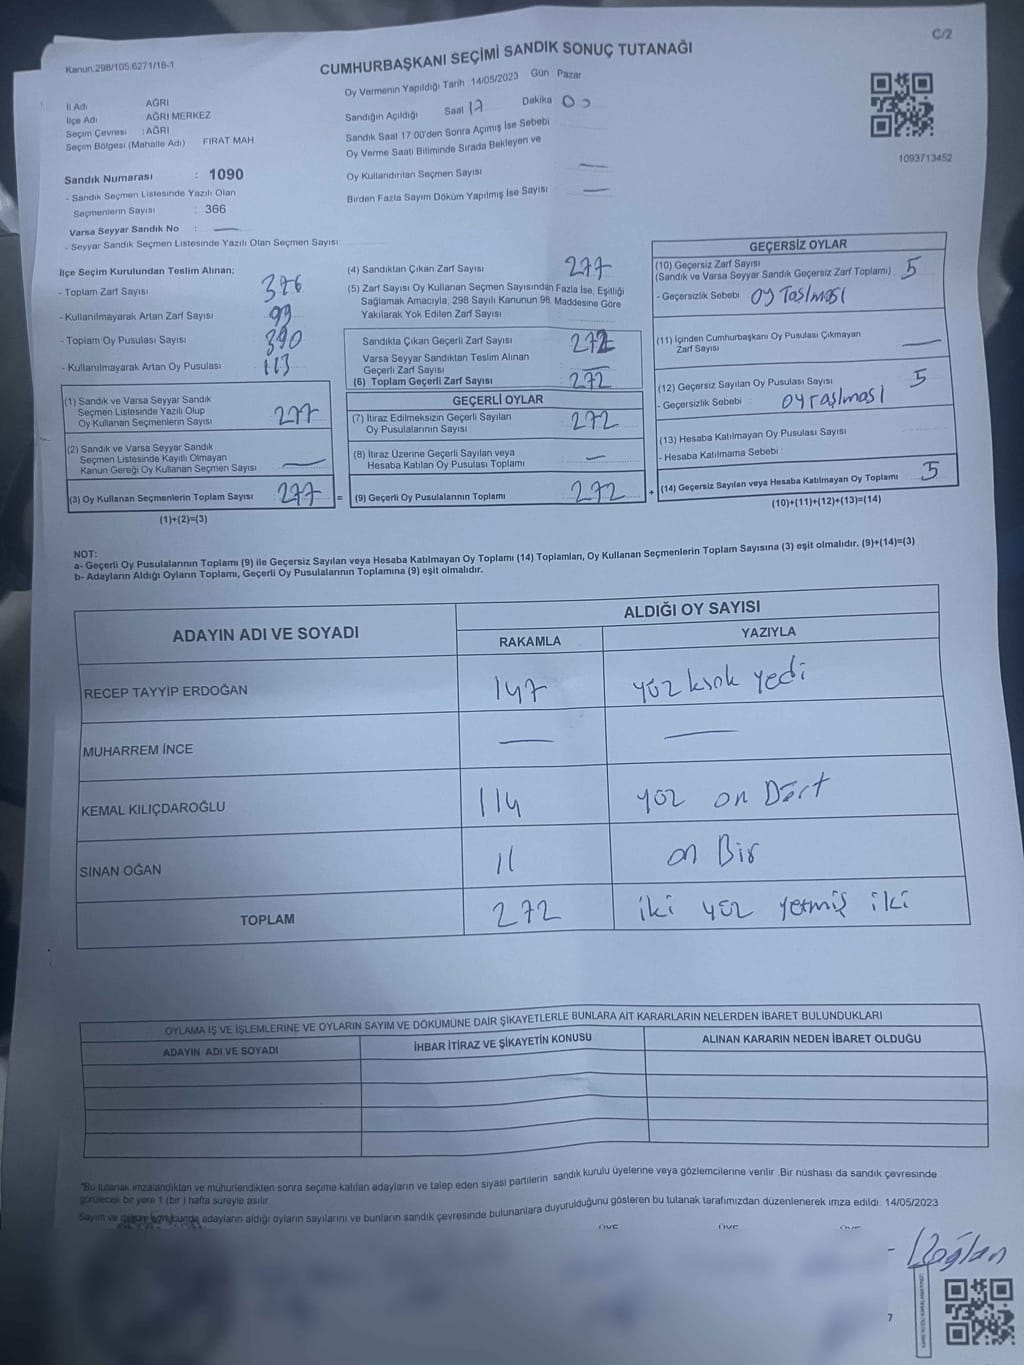 C/2
Kanun.298/105.6271/18-1
CUMHURBAŞKANI SEÇİMİ SANDIK SONUÇ TUTANAĞI
Oy Vermenin Yapıldığı Tarih :14/05/2023 Gün : Pazar
İl Adı AĞRI
İlçe Adı AĞRI MERKEZ
Seçim Çevresi : AĞRI
Seçim Bölgesi (Mahalle Adı) FIRAT MAH
Sandığın Açıldığı Saat 17 Dakika 00
Sandık Saat 17:00'den Sonra Açımış İse Sebebi
Oy Verme Saati Bitiminde Sırada Bekleyen ve
Oy Kullandırılan Seçmen Sayısı —
Birden Fazla Sayım Döküm Yapılmış İse Sayısı —
1093713452
Sandık Numarası : 1090
- Sandık Seçmen Listesinde Yazılı Olan
Seçmenlerin Sayısı : 366
Varsa Seyyar Sandık No : —
- Seyyar Sandık Seçmen Listesinde Yazılı Olan Seçmen Sayısı:
İlçe Seçim Kurulundan Teslim Alınan;
- Toplam Zarf Sayısı 376
- Kullanılmayarak Artan Zarf Sayısı 99
- Toplam Oy Pusulası Sayısı 390
- Kullanılmayarak Artan Oy Pusulası 113
(1) Sandık ve Varsa Seyyar Sandık
Seçmen Listesinde Yazılı Olup
Oy Kullanan Seçmenlerin Sayısı 277
(2) Sandık ve Varsa Seyyar Sandık
Seçmen Listesinde Kayıtlı Olmayan
Kanun Gereği Oy Kullanan Seçmen Sayısı —
(3) Oy Kullanan Seçmenlerin Toplam Sayısı 277 =
(1)+(2)=(3)
(4) Sandıktan Çıkan Zarf Sayısı 277
(5) Zarf Sayısı Oy Kullanan Seçmen Sayısından Fazla İse, Eşitliği
Sağlamak Amacıyla, 298 Sayılı Kanunun 98. Maddesine Göre
Yakılarak Yok Edilen Zarf Sayısı
Sandıkta Çıkan Geçerli Zarf Sayısı 272
Varsa Seyyar Sandıktan Teslim Alınan
Geçerli Zarf Sayısı —
(6) Toplam Geçerli Zarf Sayısı 272
GEÇERLİ OYLAR
(7) İtiraz Edilmeksizin Geçerli Sayılan
Oy Pusulalarının Sayısı 272
(8) İtiraz Üzerine Geçerli Sayılan veya
Hesaba Katılan Oy Pusulası Toplamı —
(9) Geçerli Oy Pusulalarının Toplamı 272 +
GEÇERSİZ OYLAR
(10) Geçersiz Zarf Sayısı
(Sandık ve Varsa Seyyar Sandık Geçersiz Zarf Toplamı) 5
- Geçersizlik Sebebi oy Taşlması
(11) İçinden Cumhurbaşkanı Oy Pusulası Çıkmayan
Zarf Sayısı —
(12) Geçersiz Sayılan Oy Pusulası Sayısı 5
- Geçersizlik Sebebi : oy Taşlması
(13) Hesaba Katılmayan Oy Pusulası Sayısı
- Hesaba Katılmama Sebebi :
(14) Geçersiz Sayılan veya Hesaba Katılmayan Oy Toplamı 5
(10)+(11)+(12)+(13)=(14)
NOT:
a- Geçerli Oy Pusulalarının Toplamı (9) ile Geçersiz Sayılan veya Hesaba Katılmayan Oy Toplamı (14) Toplamları, Oy Kullanan Seçmenlerin Toplam Sayısına (3) eşit olmalıdır. (9)+(14)=(3)
b- Adayların Aldığı Oyların Toplamı, Geçerli Oy Pusulalarının Toplamına (9) eşit olmalıdır.
ADAYIN ADI VE SOYADI ALDIĞI OY SAYISI
RAKAMLA YAZIYLA
RECEP TAYYİP ERDOĞAN 147 yüz kırk yedi
MUHARREM İNCE — —
KEMAL KILIÇDAROĞLU 114 yüz on Dört
SİNAN OĞAN 11 on Bir
TOPLAM 272 iki yüz yetmiş iki
OYLAMA İŞ VE İŞLEMLERİNE VE OYLARIN SAYIM VE DÖKÜMÜNE DAİR ŞİKAYETLERLE BUNLARA AİT KARARLARIN NELERDEN İBARET BULUNDUKLARI
ADAYIN ADI VE SOYADI İHBAR İTİRAZ VE ŞİKAYETİN KONUSU ALINAN KARARIN NEDEN İBARET OLDUĞU
"Bu tutanak imzalandıktan ve mühürlendikten sonra seçime katılan adayların ve talep eden siyasi partilerin sandık kurulu üyelerine veya gözlemcilerine verilir. Bir nüshası da sandık çevresinde
görülecek bir yere 1 (bir ) hafta süreyle asılır.
Sayım ve döküm sonucunda adayların aldığı oyların sayılarını ve bunların sandık çevresinde bulunanlara duyurulduğunu gösteren bu tutanak tarafımızdan düzenlenerek imza edildi. 14/05/2023
ÜYE ÜYE ÜYE
7